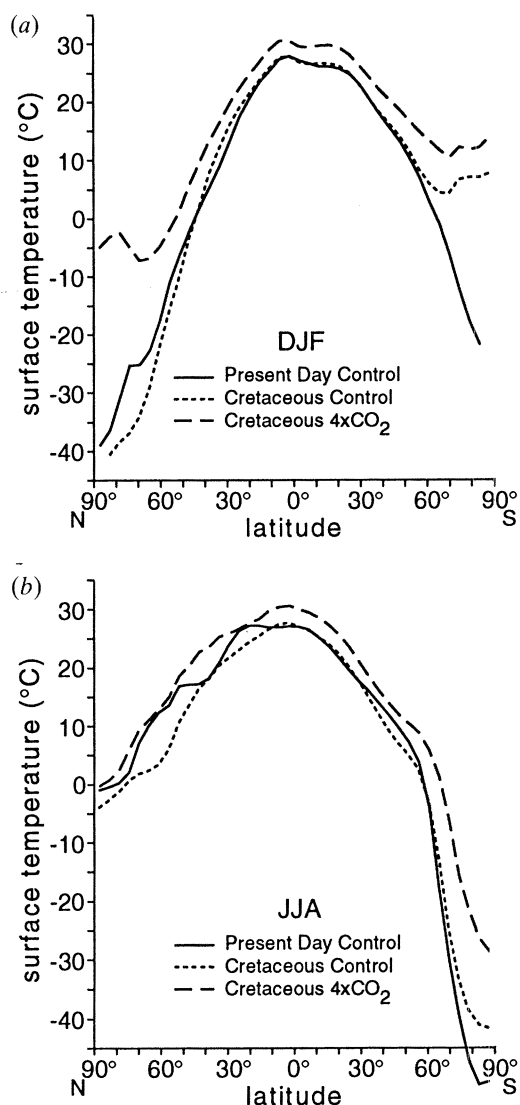 (a)
30
20
10
0
-10
-20
-30
-40
surface temperature (°C)
DJF
Present Day Control
Cretaceous Control
Cretaceous 4xCO2
90° 60° 30° 0° 30° 60° 90°
N latitude S
(b)
30
20
10
0
-10
-20
-30
-40
surface temperature (°C)
JJA
Present Day Control
Cretaceous Control
Cretaceous 4xCO2
90° 60° 30° 0° 30° 60° 90°
N latitude S